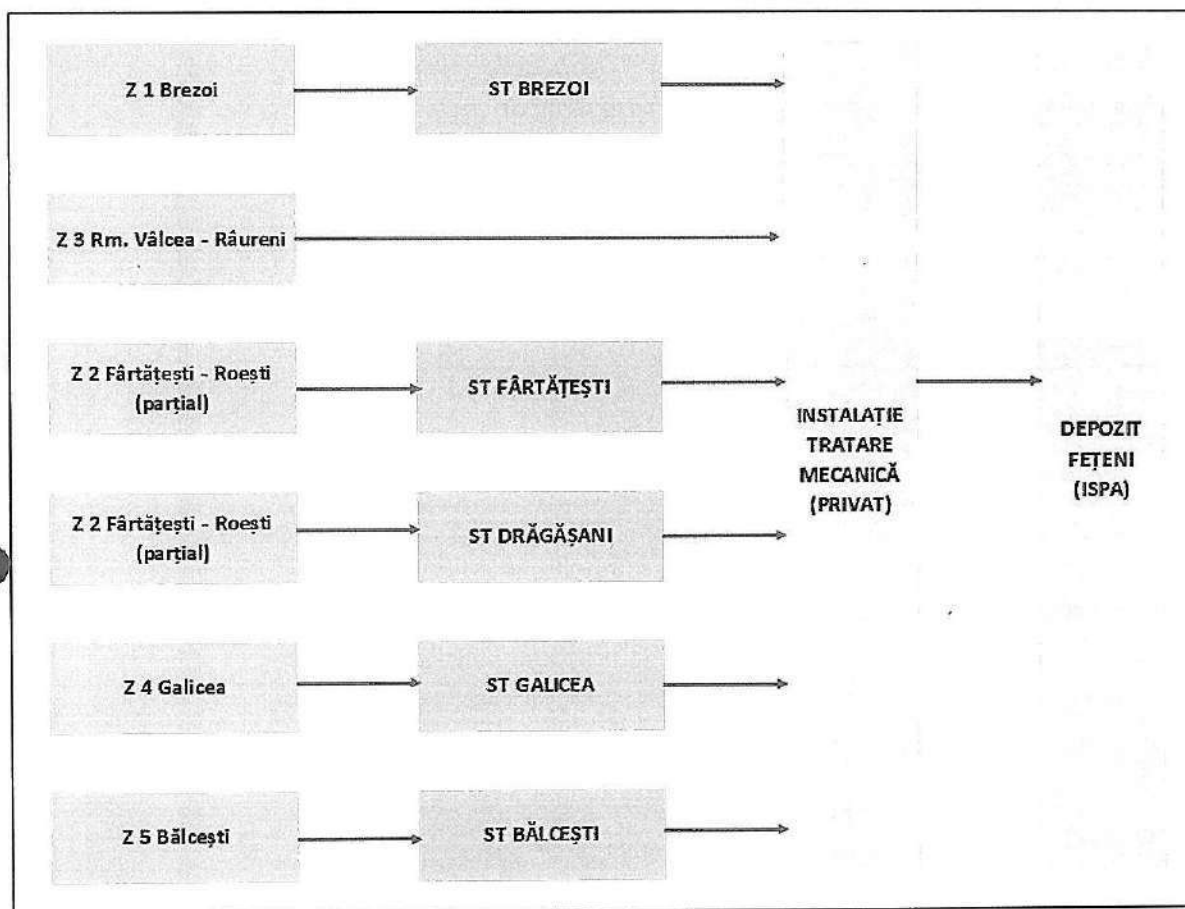 Z 1 Brezoi
ST BREZOI
Z 3 Rm. Vâlcea - Râureni
Z 2 Fârtățești - Roești
(parțial)
ST FÂRTĂȚEȘTI
INSTALAȚIE
TRATARE
MECANICĂ
(PRIVAT)
DEPOZIT
FEȚENI
(ISPA)
Z 2 Fârtățești - Roești
(parțial)
ST DRĂGĂȘANI
Z 4 Galicea
ST GALICEA
Z 5 Bălcești
ST BĂLCEȘTI